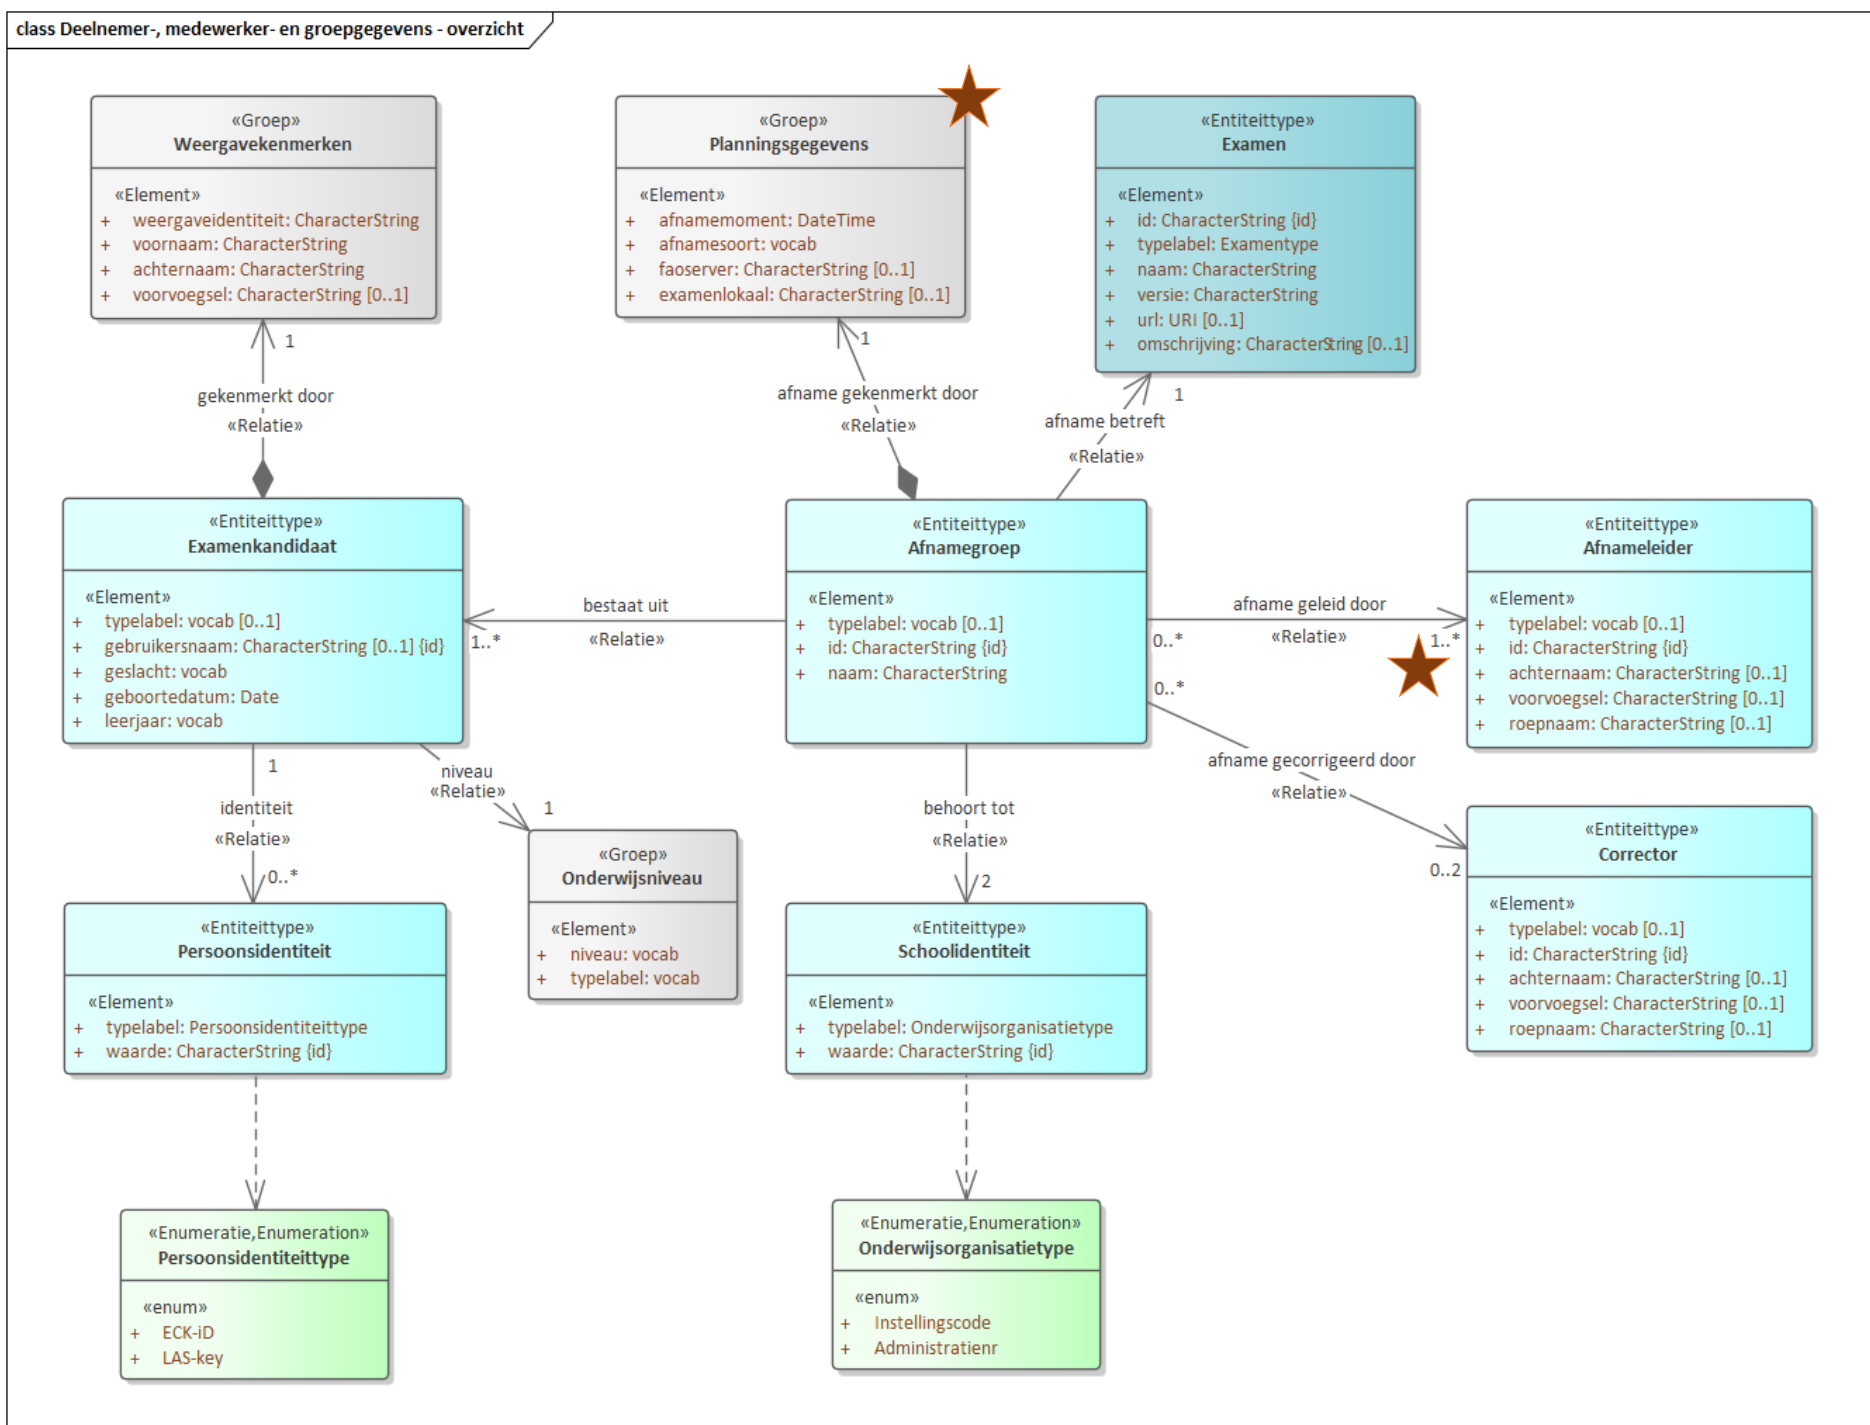 class Deelnemer-, medewerker- en groepgegevens - overzicht
«Groep»
Weergavekenmerken
«Element»
+ weergaveidentiteit: CharacterString
+ voornaam: CharacterString
+ achternaam: CharacterString
+ voorvoegsel: CharacterString [0..1]
«Groep»
Planningsgegevens
«Element»
+ afnamemoment: DateTime
+ afnamesoort: vocab
+ faoserver: CharacterString [0..1]
+ examenlokaal: CharacterString [0..1]
«Entiteittype»
Examen
«Element»
+ id: CharacterString {id}
+ typelabel: Examentype
+ naam: CharacterString
+ versie: CharacterString
+ url: URI [0..1]
+ omschrijving: CharacterString [0..1]
1
gekenmerkt door
«Relatie»
1
afname gekenmerkt door
«Relatie»
1
afname betreft
«Relatie»
«Entiteittype»
Examenkandidaat
«Element»
+ typelabel: vocab [0..1]
+ gebruikersnaam: CharacterString [0..1] {id}
+ geslacht: vocab
+ geboortedatum: Date
+ leerjaar: vocab
bestaat uit
1..*
«Relatie»
«Entiteittype»
Afnamegroep
«Element»
+ typelabel: vocab [0..1]
+ id: CharacterString {id}
+ naam: CharacterString
afname geleid door
0..*
«Relatie»
1..*
«Entiteittype»
Afnameleider
«Element»
+ typelabel: vocab [0..1]
+ id: CharacterString {id}
+ achternaam: CharacterString [0..1]
+ voorvoegsel: CharacterString [0..1]
+ roepnaam: CharacterString [0..1]
0..*
afname gecorrigeerd door
«Relatie»
0..2
«Entiteittype»
Corrector
«Element»
+ typelabel: vocab [0..1]
+ id: CharacterString {id}
+ achternaam: CharacterString [0..1]
+ voorvoegsel: CharacterString [0..1]
+ roepnaam: CharacterString [0..1]
1
identiteit
«Relatie»
0..*
niveau
«Relatie»
1
«Groep»
Onderwijsniveau
«Element»
+ niveau: vocab
+ typelabel: vocab
behoort tot
«Relatie»
2
«Entiteittype»
Persoonsidentiteit
«Element»
+ typelabel: Persoonsidentiteittype
+ waarde: CharacterString {id}
«Entiteittype»
Schoolidentiteit
«Element»
+ typelabel: Onderwijsorganisatietype
+ waarde: CharacterString {id}
«Enumeratie,Enumeration»
Persoonsidentiteittype
«enum»
+ ECK-iD
+ LAS-key
«Enumeratie,Enumeration»
Onderwijsorganisatietype
«enum»
+ Instellingscode
+ Administratienr